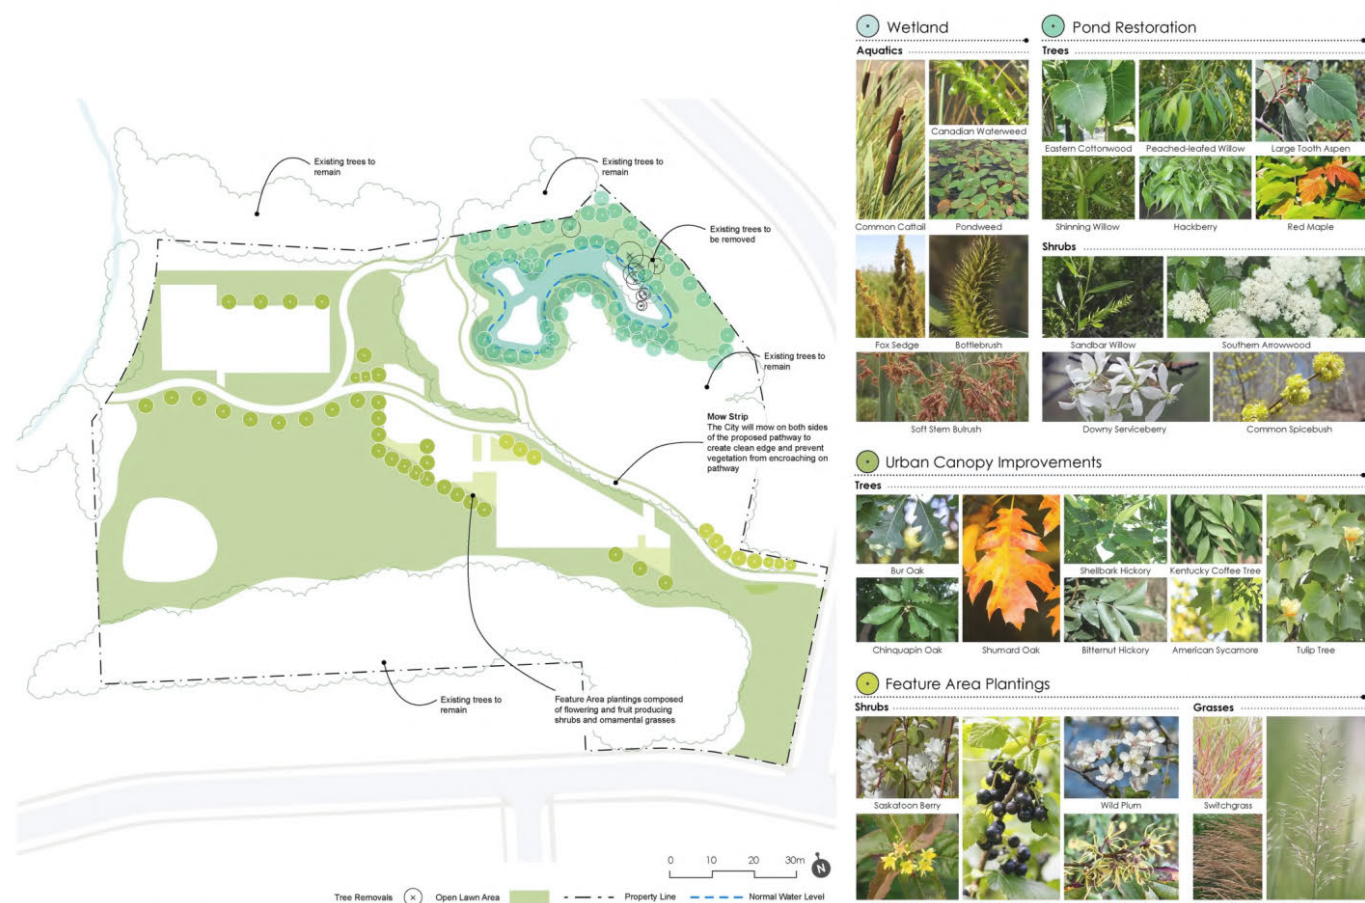 Existing trees to
remain
Existing trees to
remain
Existing trees to
be removed
Existing trees to
remain
Mow Strip
The City will mow on both sides
of the proposed pathway to
create clean edge and prevent
vegetation from encroaching on
pathway
Existing trees to
remain
Feature Area plantings composed
of flowering and fruit producing
shrubs and ornamental grasses
0 10 20 30m
N
Tree Removals
Open Lawn Area
Property Line
Normal Water Level
Wetland
Aquatics
Canadian Waterweed
Common Cattail
Pondweed
Fox Sedge
Bottlebrush
Soft Stem Bulrush
Pond Restoration
Trees
Eastern Cottonwood
Peached-leafed Willow
Large Tooth Aspen
Shinning Willow
Hackberry
Red Maple
Shrubs
Sandbar Willow
Southern Arrowwood
Downy Serviceberry
Common Spicebush
Urban Canopy Improvements
Trees
Bur Oak
Shellbark Hickory
Kentucky Coffee Tree
Chinquapin Oak
Shumard Oak
Bitternut Hickory
American Sycamore
Tulip Tree
Feature Area Plantings
Shrubs
Grasses
Saskatoon Berry
Wild Plum
Switchgrass